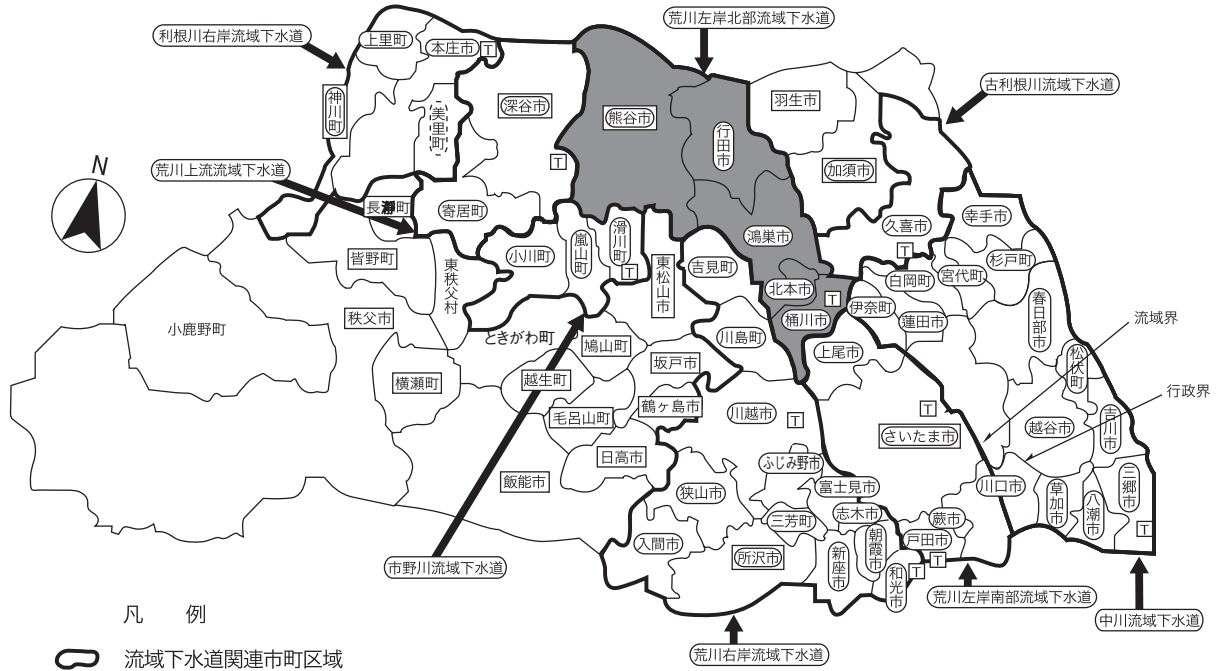 荒川左岸北部流域下水道
利根川右岸流域下水道
上里町
本庄市
T
古利根川流域下水道
深谷市
羽生市
神川町
美里町
熊谷市
行田市
T
加須市
荒川上流流域下水道
N
長瀞町
寄居町
久喜市
幸手市
鴻巣市
滑川町
嵐山町
小川町
東秩父村
皆野町
東松山市
吉見町
T
T
杉戸町
宮代町
白岡町
北本市
T
伊奈町
桶川市
蓮田市
春日部市
秩父市
小鹿野町
ときがわ町
鳩山町
川島町
上尾市
流域界
松伏町
坂戸市
越生町
横瀬町
行政界
鶴ヶ島市
川越市
T
T
毛呂山町
さいたま市
越谷市
吉川市
日高市
ふじみ野市
飯能市
狭山市
富士見市
川口市
三郷市
草加市
八潮市
志木市
三芳町
蕨市
戸田市
朝霞市
入間市
所沢市
新座市
T
T
T
和光市
市野川流域下水道
荒川左岸南部流域下水道
中川流域下水道
凡 例
荒川右岸流域下水道
流域下水道関連市町区域